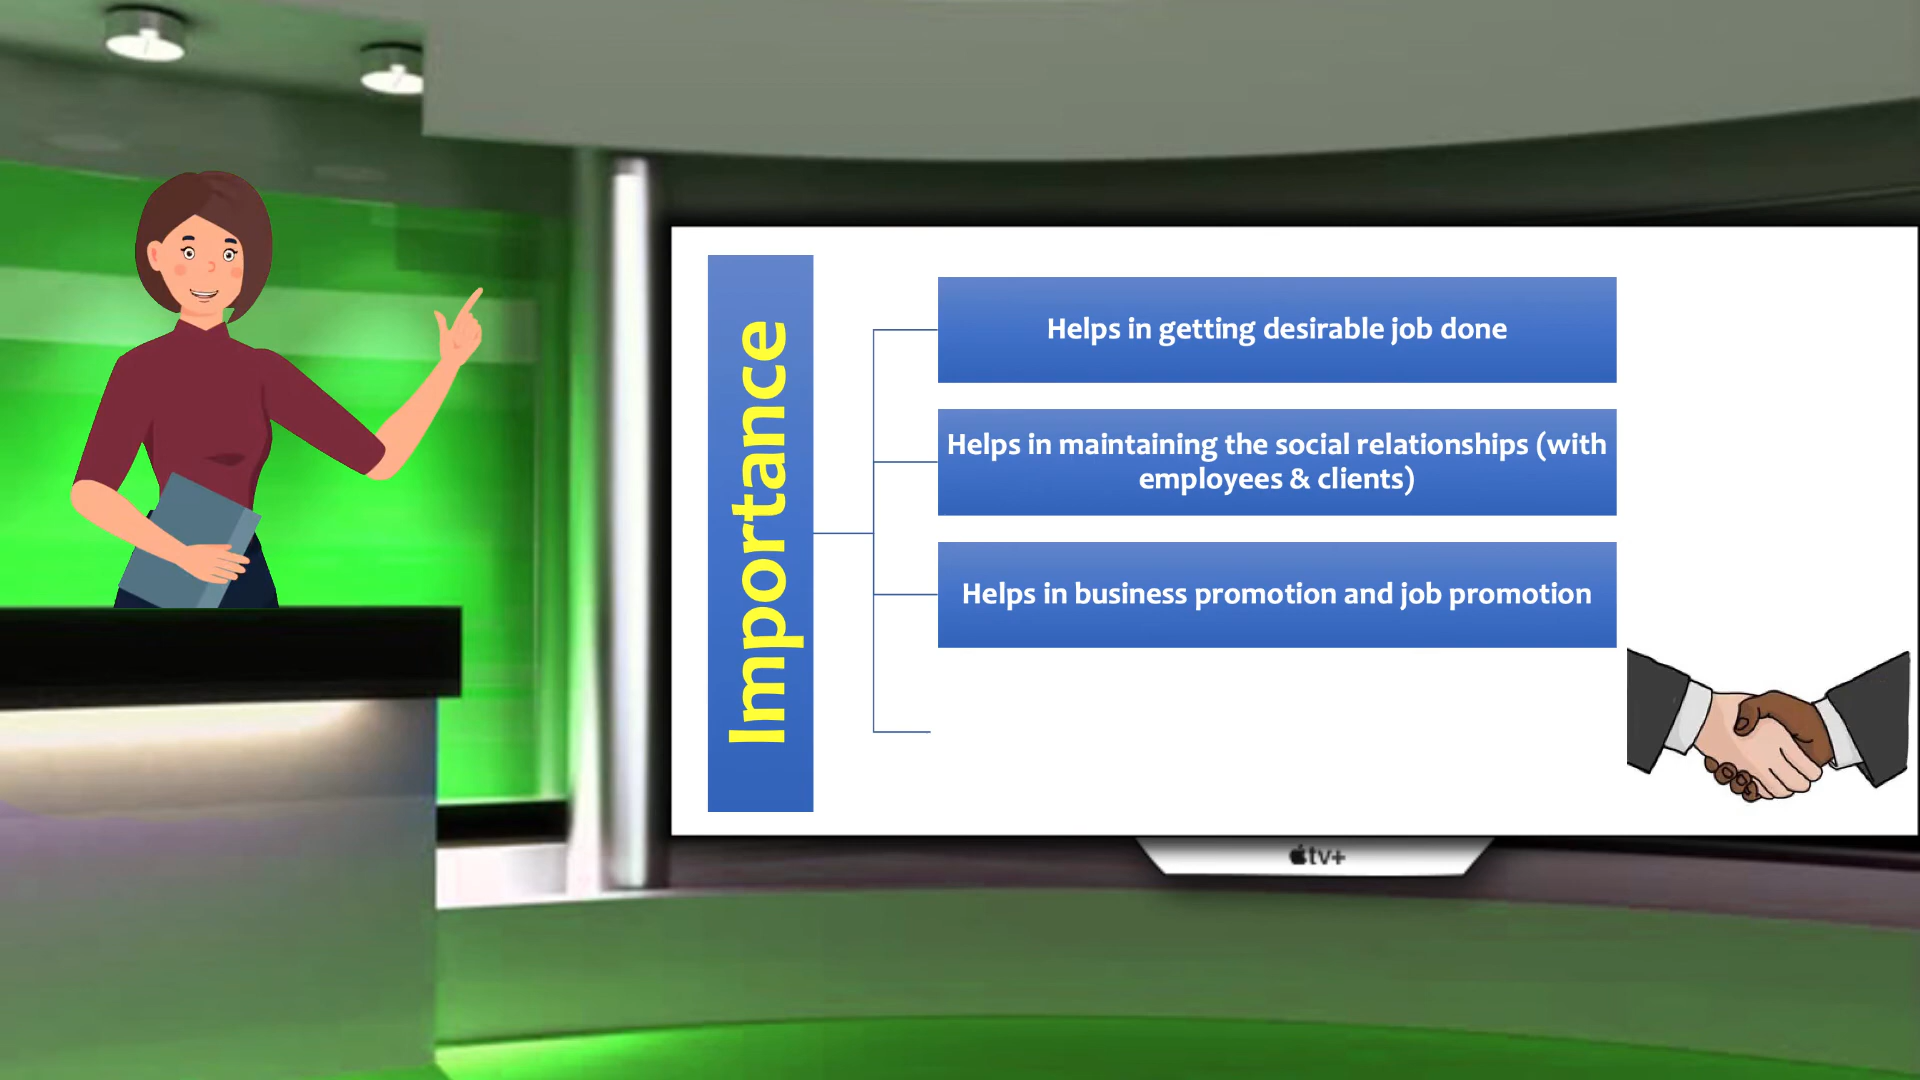 Importance
Helps in getting desirable job done
Helps in maintaining the social relationships (with
employees & clients)
Helps in business promotion and job promotion
tv+